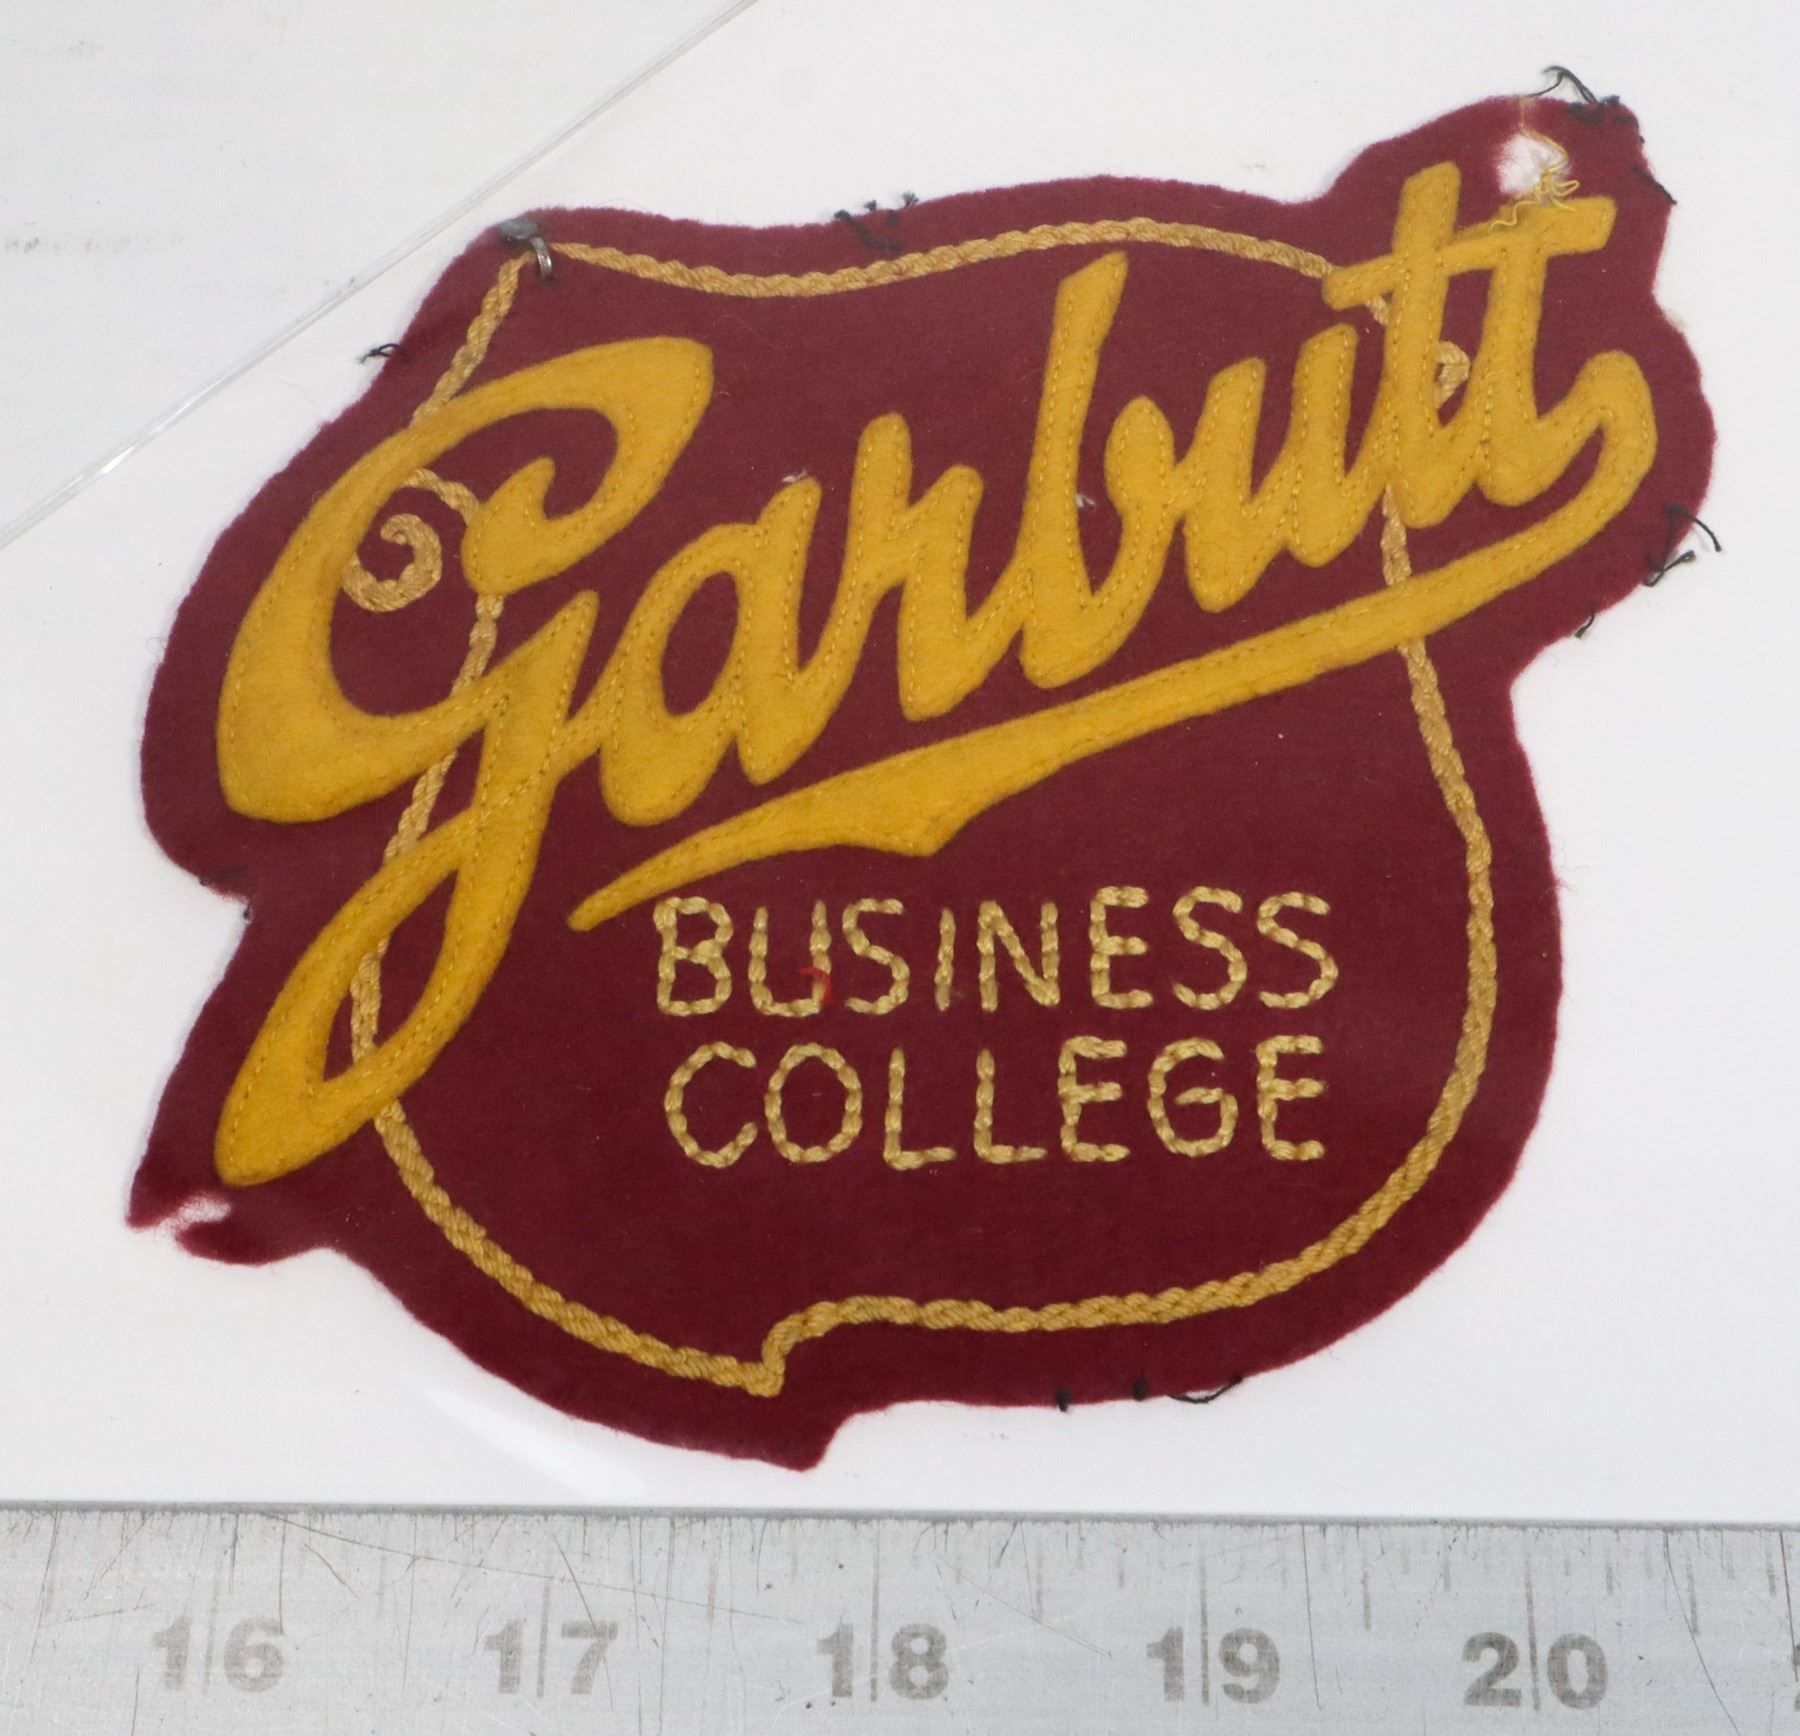 Garbutt
BUSINESS
COLLEGE
16 17 18 19 20